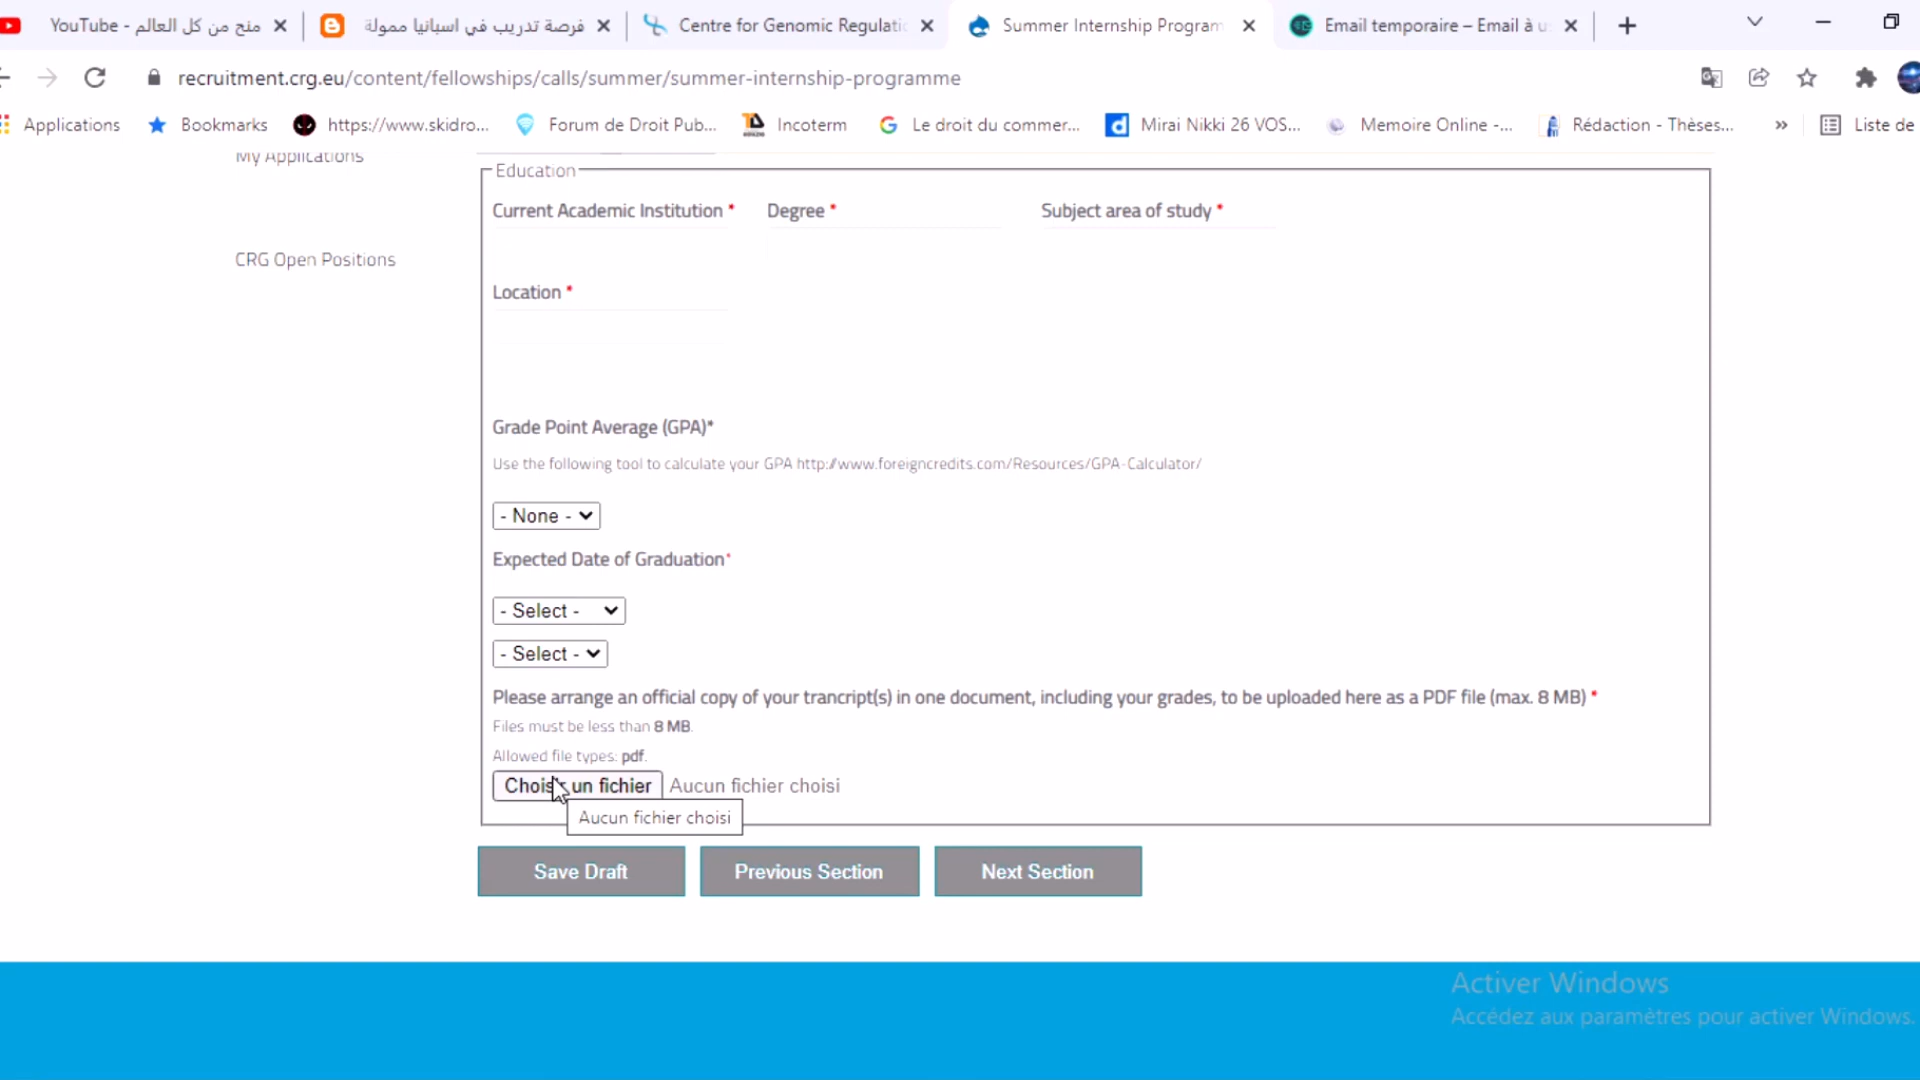 YouTube - منح من كل العالم
فرصة تدريب في اسبانيا ممولة
Centre for Genomic Regulati
Summer Internship Program
Email temporaire – Email à u
recruitment.crg.eu/content/fellowships/calls/summer/summer-internship-programme
Applications
Bookmarks
https://www.skidro...
Forum de Droit Pub...
Incoterm
Le droit du commer...
Mirai Nikki 26 VOS...
Memoire Online -...
Rédaction - Thèses...
»
Liste de
My Applications
CRG Open Positions
Education
Current Academic Institution *
Degree *
Subject area of study *
Location *
Grade Point Average (GPA)*
Use the following tool to calculate your GPA http://www.foreigncredits.com/Resources/GPA-Calculator/
- None -
Expected Date of Graduation*
- Select -
- Select -
Please arrange an official copy of your trancript(s) in one document, including your grades, to be uploaded here as a PDF file (max. 8 MB) *
Files must be less than 8 MB.
Allowed file types: pdf.
Choisir un fichier Aucun fichier choisi
Aucun fichier choisi
Save Draft
Previous Section
Next Section
Activer Windows
Accédez aux paramètres pour activer Windows.